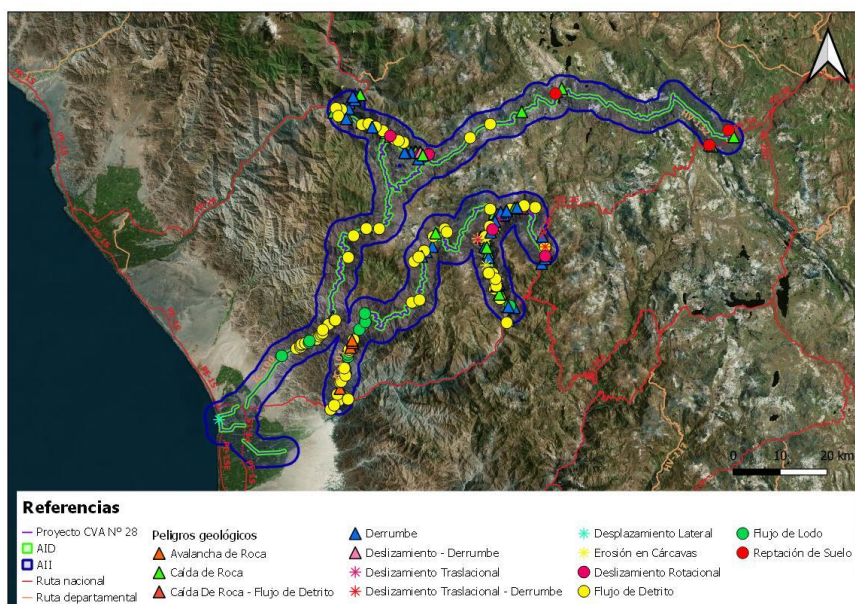 20 km
Referencias
Proyecto CVA Nº 28
AID
AII
Ruta nacional
Ruta departamental
Peligros geológicos
Avalancha de Roca
Caída de Roca
Caída De Roca - Flujo de Detrito
Derrumbe
Deslizamiento - Derrumbe
Deslizamiento Traslacional
Deslizamiento Traslacional - Derrumbe
Desplazamiento Lateral
Erosión en Cárcavas
Deslizamiento Rotacional
Flujo de Detrito
Flujo de Lodo
Reptación de Suelo